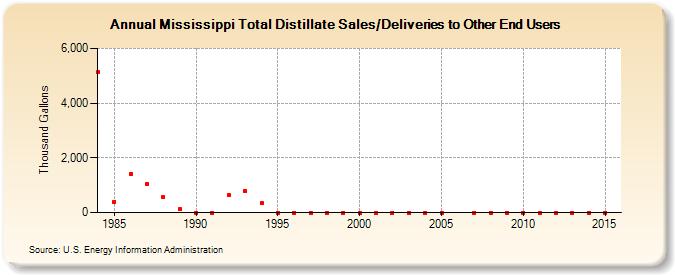 Annual Mississippi Total Distillate Sales/Deliveries to Other End Users
Thousand Gallons
6,000
4,000
2,000
0
1985 1990 1995 2000 2005 2010 2015
Source: U.S. Energy Information Administration